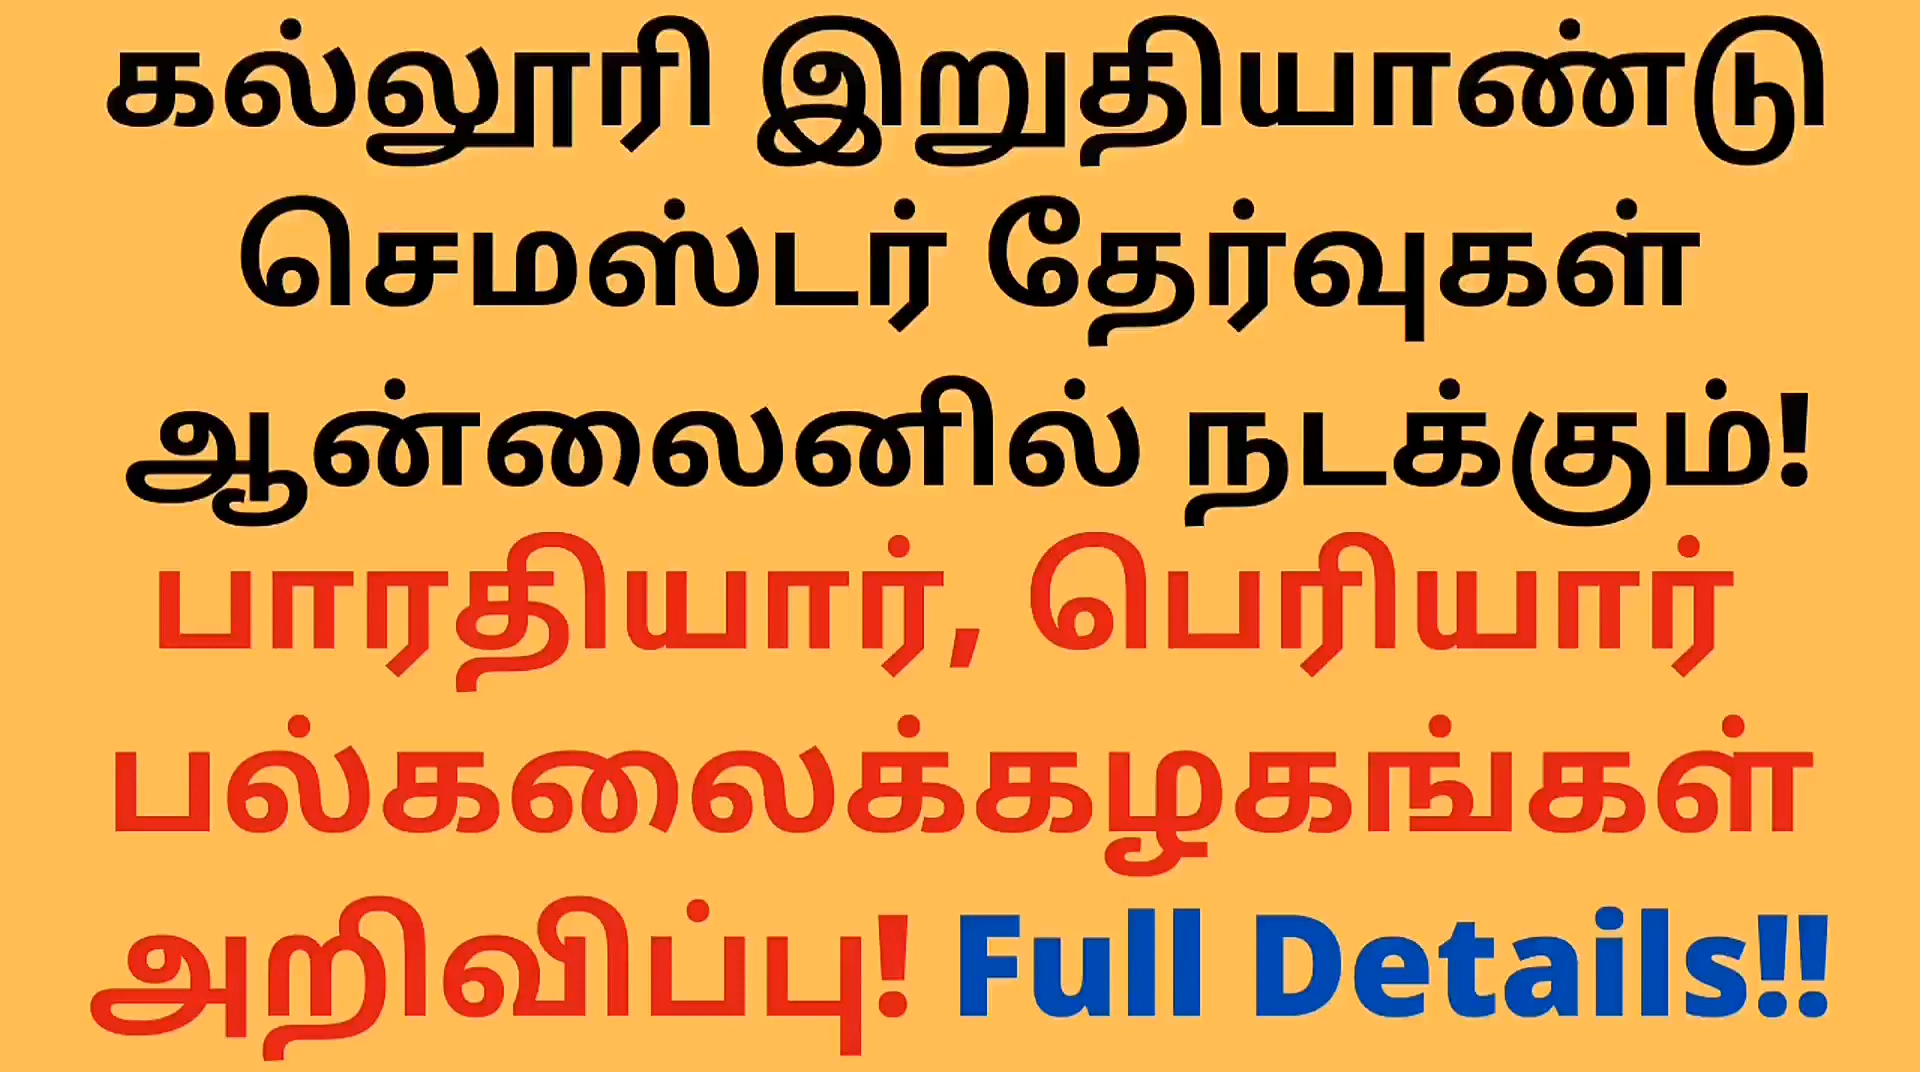 கல்லூரி இறுதியாண்டு
செமஸ்டர் தேர்வுகள்
ஆன்லைனில் நடக்கும்!
பாரதியார், பெரியார்
பல்கலைக்கழகங்கள்
அறிவிப்பு! Full Details!!